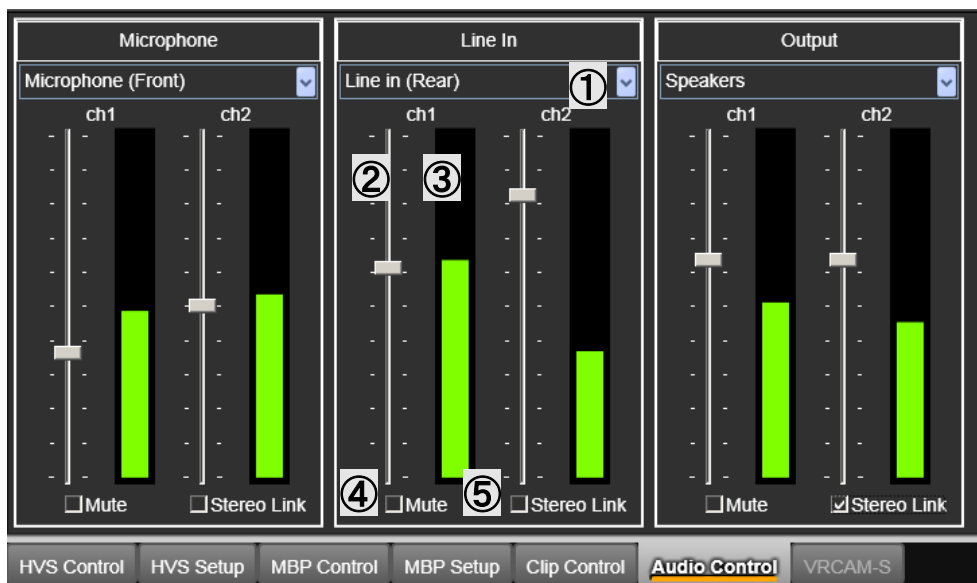 Microphone
Line In
Output
Microphone (Front)
Line in (Rear)
①
Speakers
ch1
ch2
ch1
ch2
ch1
ch2
②
③
④
⑤
Mute
Stereo Link
Mute
Stereo Link
Mute
Stereo Link
HVS Control
HVS Setup
MBP Control
MBP Setup
Clip Control
Audio Control
VRCAM-S